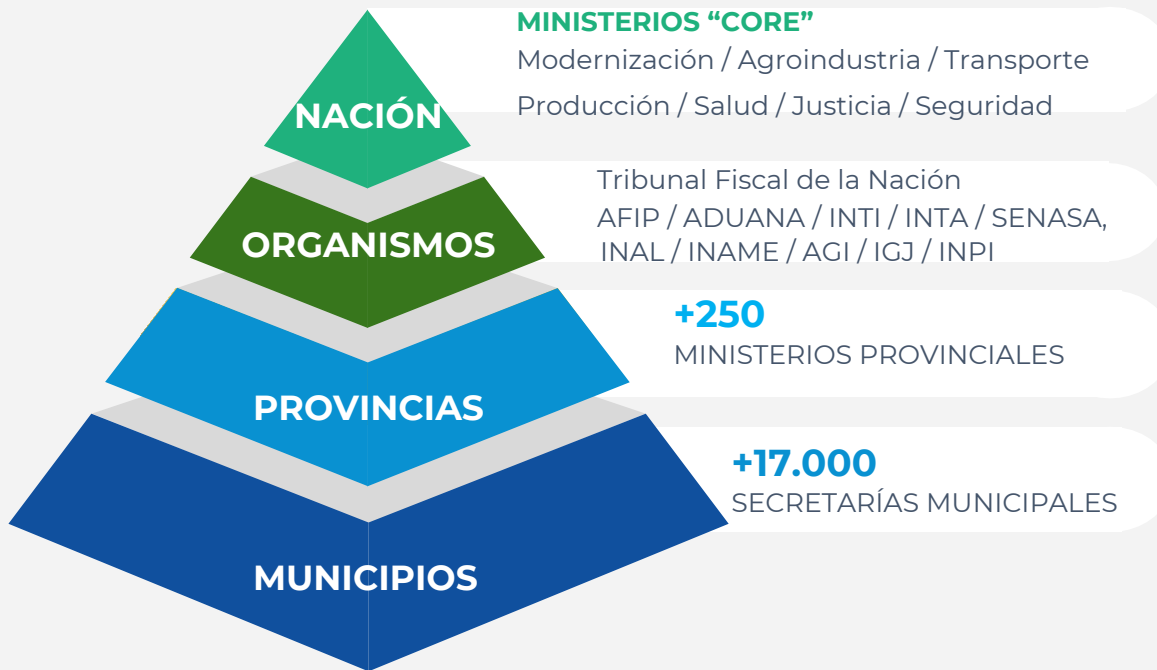 MINISTERIOS “CORE”
Modernización / Agroindustria / Transporte
Producción / Salud / Justicia / Seguridad
NACIÓN
Tribunal Fiscal de la Nación
AFIP / ADUANA / INTI / INTA / SENASA,
INAL / INAME / AGI / IGJ / INPI
ORGANISMOS
+250
MINISTERIOS PROVINCIALES
PROVINCIAS
+17.000
SECRETARÍAS MUNICIPALES
MUNICIPIOS